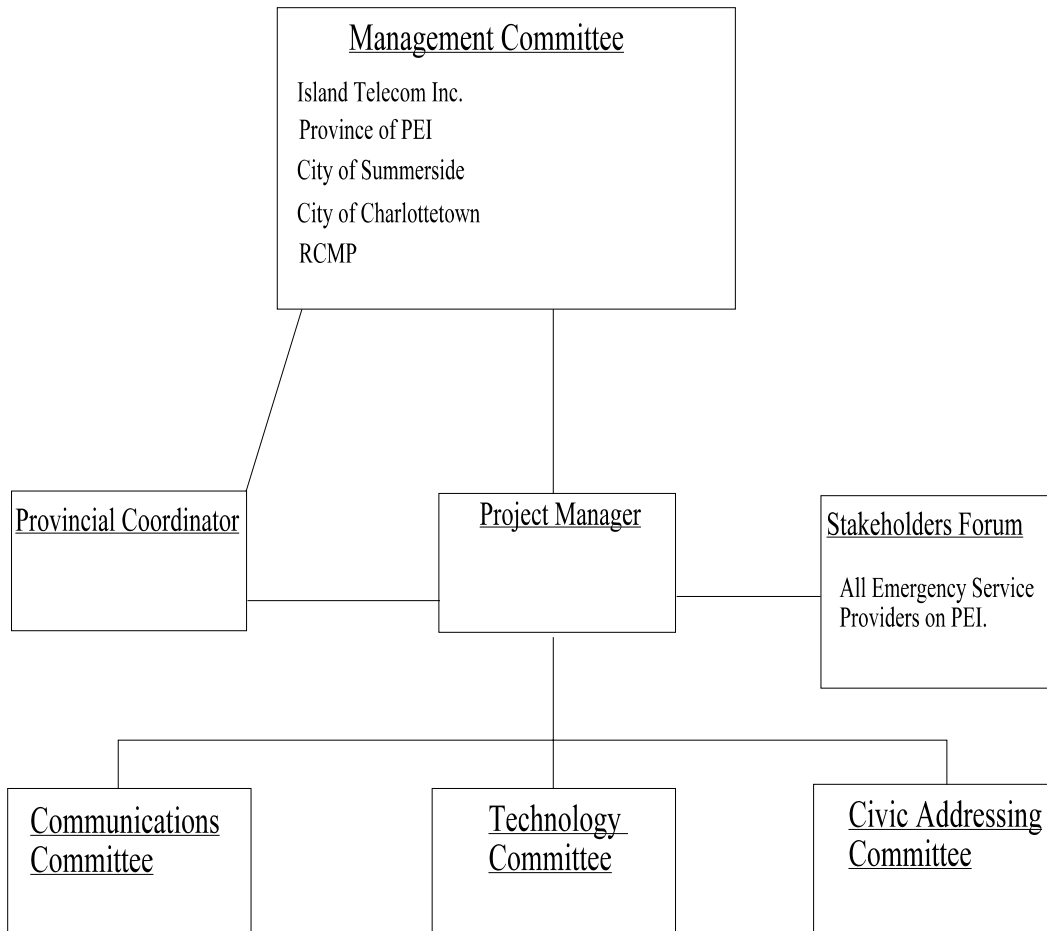 Management Committee
Island Telecom Inc.
Province of PEI
City of Summerside
City of Charlottetown
RCMP
Provincial Coordinator
Project Manager
Stakeholders Forum
All Emergency Service
Providers on PEI.
Communications
Committee
Technology
Committee
Civic Addressing
Committee